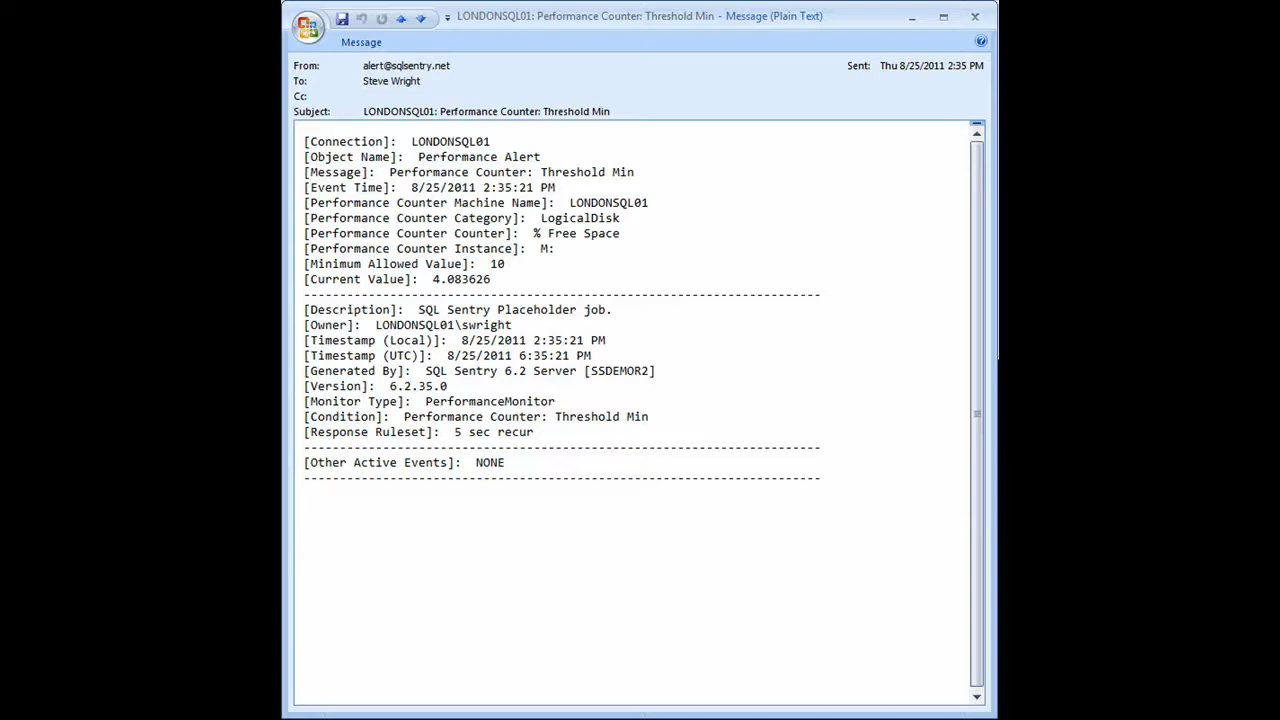 LONDONSQL01: Performance Counter: Threshold Min - Message (Plain Text)
Message
From: alert@sqlsentry.net Sent: Thu 8/25/2011 2:35 PM
To: Steve Wright
Cc:
Subject: LONDONSQL01: Performance Counter: Threshold Min
[Connection]: LONDONSQL01
[Object Name]: Performance Alert
[Message]: Performance Counter: Threshold Min
[Event Time]: 8/25/2011 2:35:21 PM
[Performance Counter Machine Name]: LONDONSQL01
[Performance Counter Category]: LogicalDisk
[Performance Counter Counter]: % Free Space
[Performance Counter Instance]: M:
[Minimum Allowed Value]: 10
[Current Value]: 4.083626
------------------------------------------------------------------------
[Description]: SQL Sentry Placeholder job.
[Owner]: LONDONSQL01\swright
[Timestamp (Local)]: 8/25/2011 2:35:21 PM
[Timestamp (UTC)]: 8/25/2011 6:35:21 PM
[Generated By]: SQL Sentry 6.2 Server [SSDEMOR2]
[Version]: 6.2.35.0
[Monitor Type]: PerformanceMonitor
[Condition]: Performance Counter: Threshold Min
[Response Ruleset]: 5 sec recur
------------------------------------------------------------------------
[Other Active Events]: NONE
------------------------------------------------------------------------